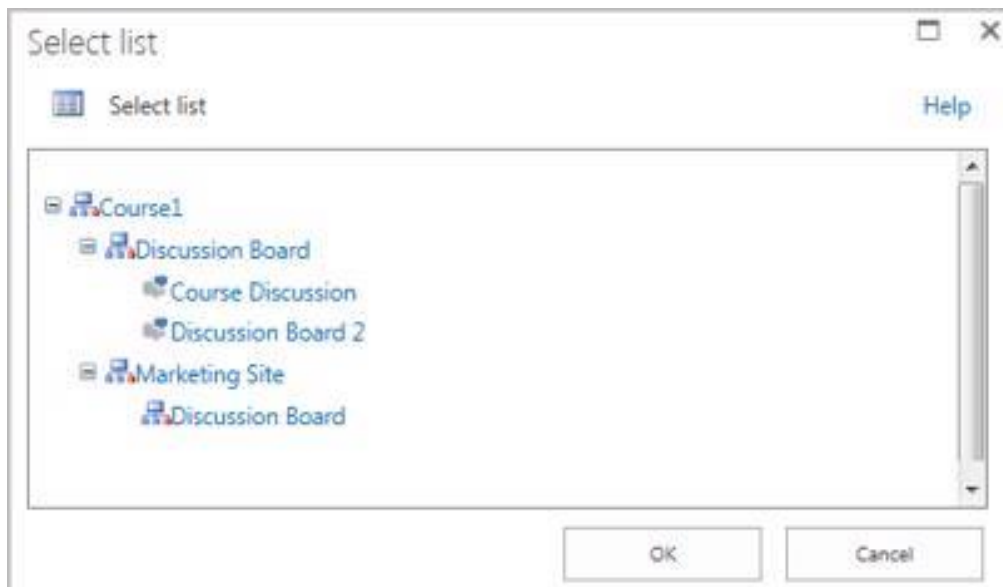 Select list
Select list Help
Course1
Discussion Board
Course Discussion
Discussion Board 2
Marketing Site
Discussion Board
OK Cancel